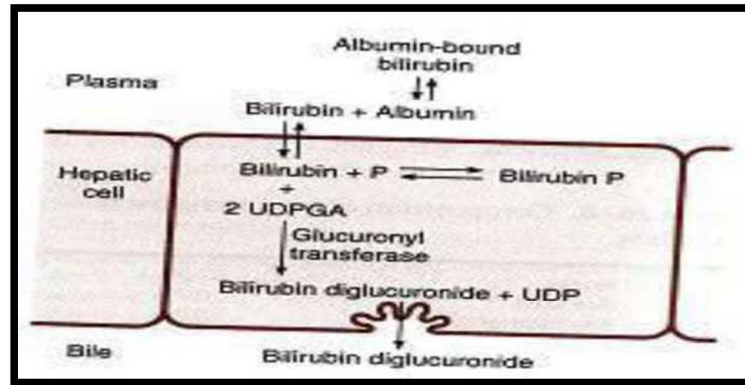 Albumin-bound
bilirubin
Plasma
Bilirubin + Albumin
Hepatic
cell
Bilirubin + P
Bilirubin P
+
2 UDPGA
Glucuronyl
transferase
Bilirubin diglucuronide + UDP
Bile
Bilirubin diglucuronide